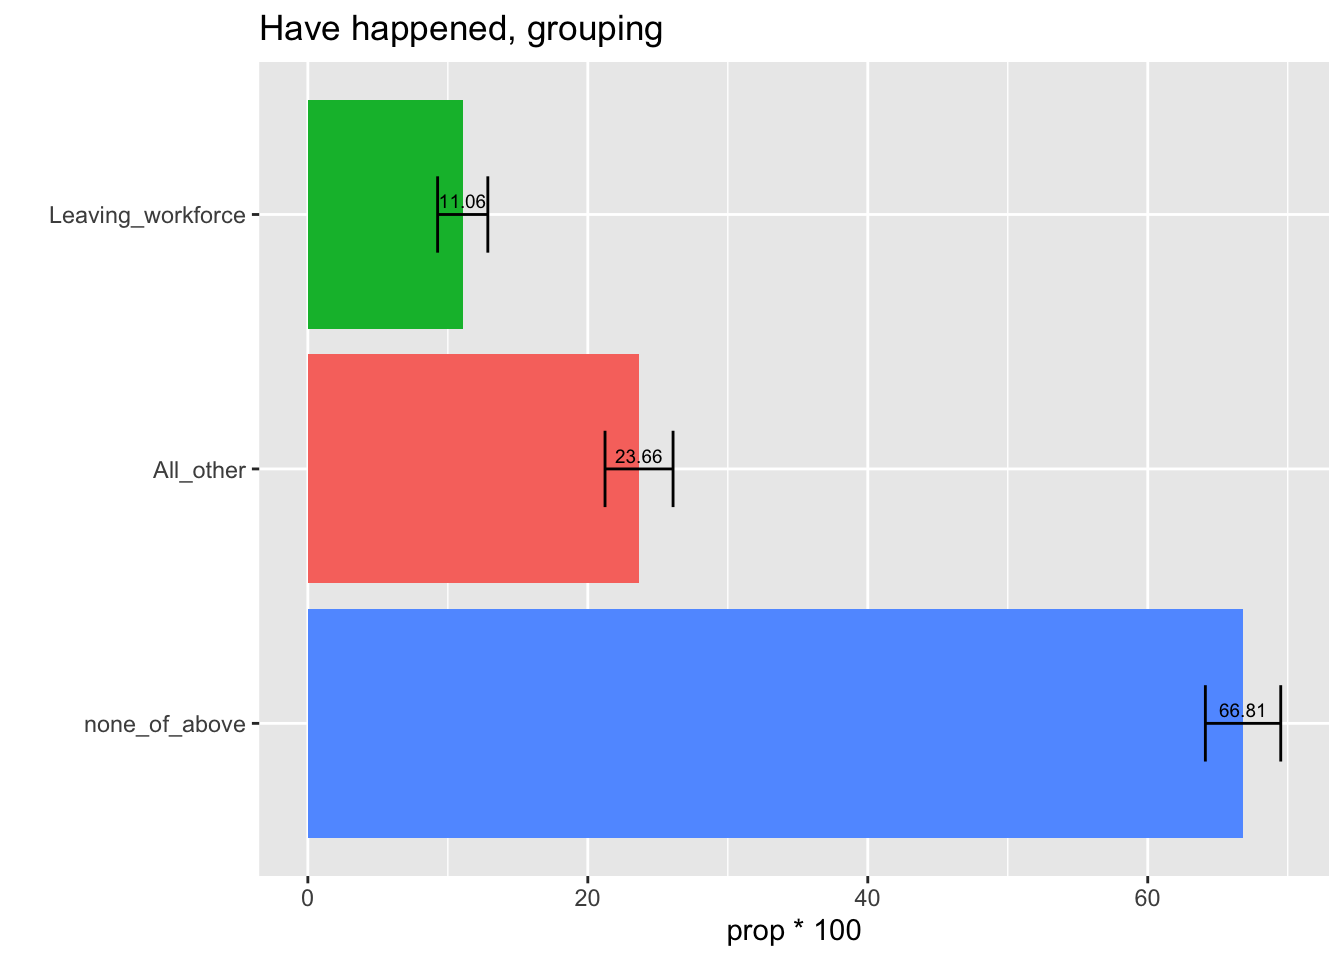 Have happened, grouping
Leaving_workforce
11.06
All_other
23.66
none_of_above
66.81
0 20 40 60
prop * 100